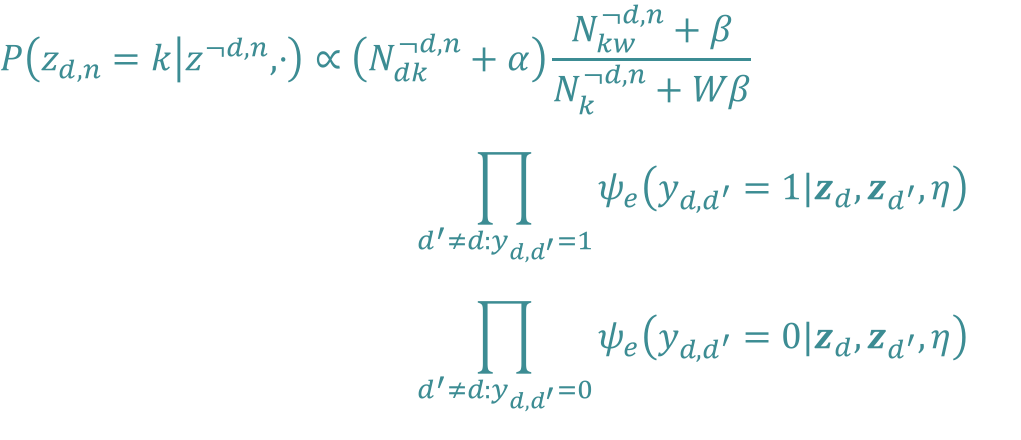 P(z_{d,n} = k|z^{¬d,n},·) ∝ (N_{dk}^{¬d,n} + α) \frac{N_{kw}^{¬d,n} + β}{N_k^{¬d,n} + Wβ}
∏_{d′≠d:y_{d,d′}=1} ψ_e(y_{d,d′} = 1|𝒛_d, 𝒛_{d′}, η)
∏_{d′≠d:y_{d,d′}=0} ψ_e(y_{d,d′} = 0|𝒛_d, 𝒛_{d′}, η)